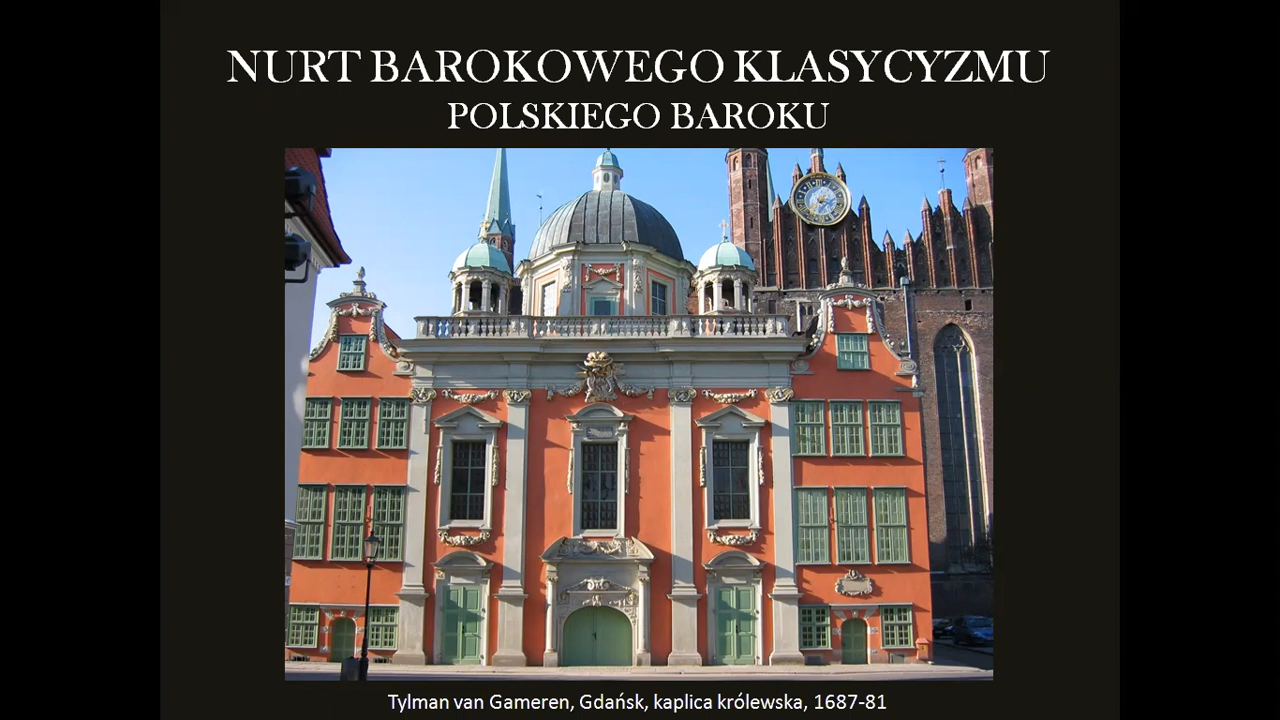 NURT BAROKOWEGO KLASYCYZMU
POLSKIEGO BAROKU
Tylman van Gameren, Gdańsk, kaplica królewska, 1687-81